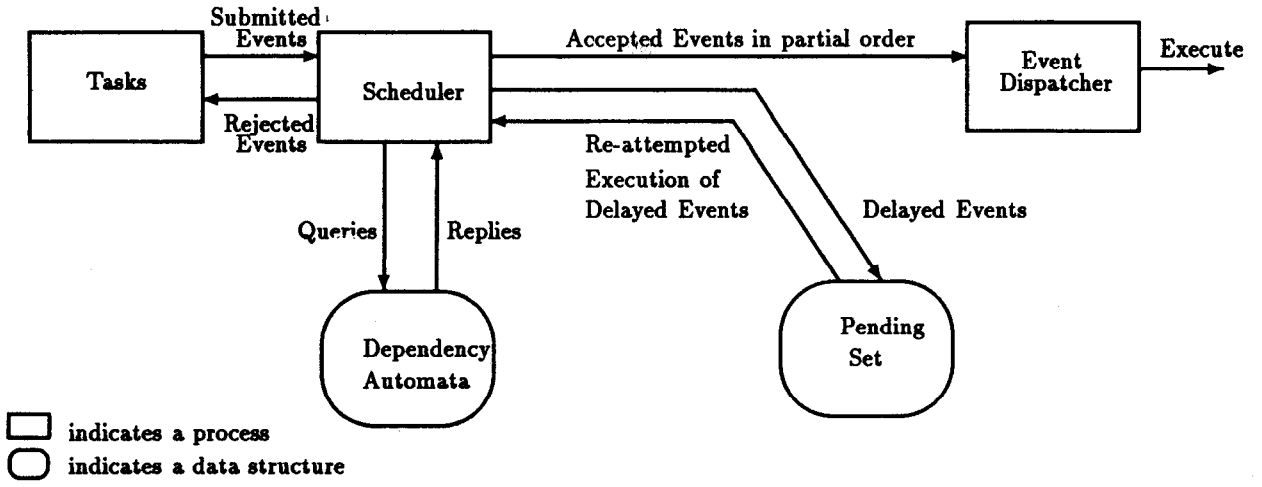 Submitted
Events
Accepted Events in partial order
Execute
Tasks
Scheduler
Event
Dispatcher
Rejected
Events
Re-attempted
Execution of
Delayed Events
Delayed Events
Queries
Replies
Dependency
Automata
Pending
Set
indicates a process
indicates a data structure